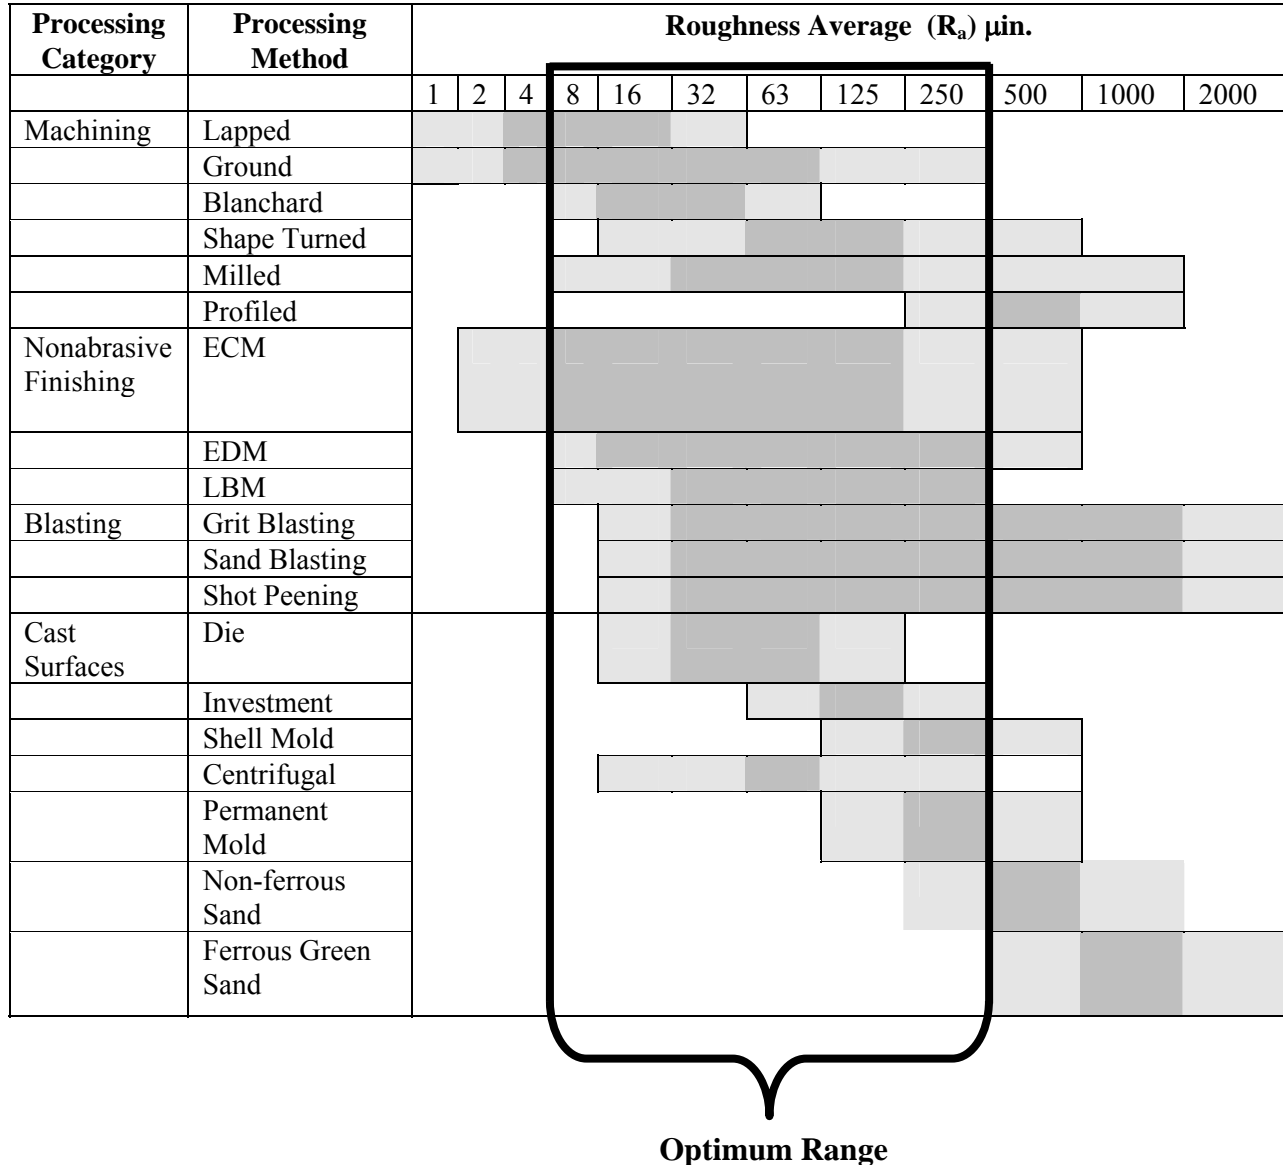 Processing Category Processing Method Roughness Average (Rₐ) μin.
1 2 4 8 16 32 63 125 250 500 1000 2000
Machining Lapped
Ground
Blanchard
Shape Turned
Milled
Profiled
Nonabrasive Finishing ECM
EDM
LBM
Blasting Grit Blasting
Sand Blasting
Shot Peening
Cast Surfaces Die
Investment
Shell Mold
Centrifugal
Permanent Mold
Non-ferrous Sand
Ferrous Green Sand
Optimum Range